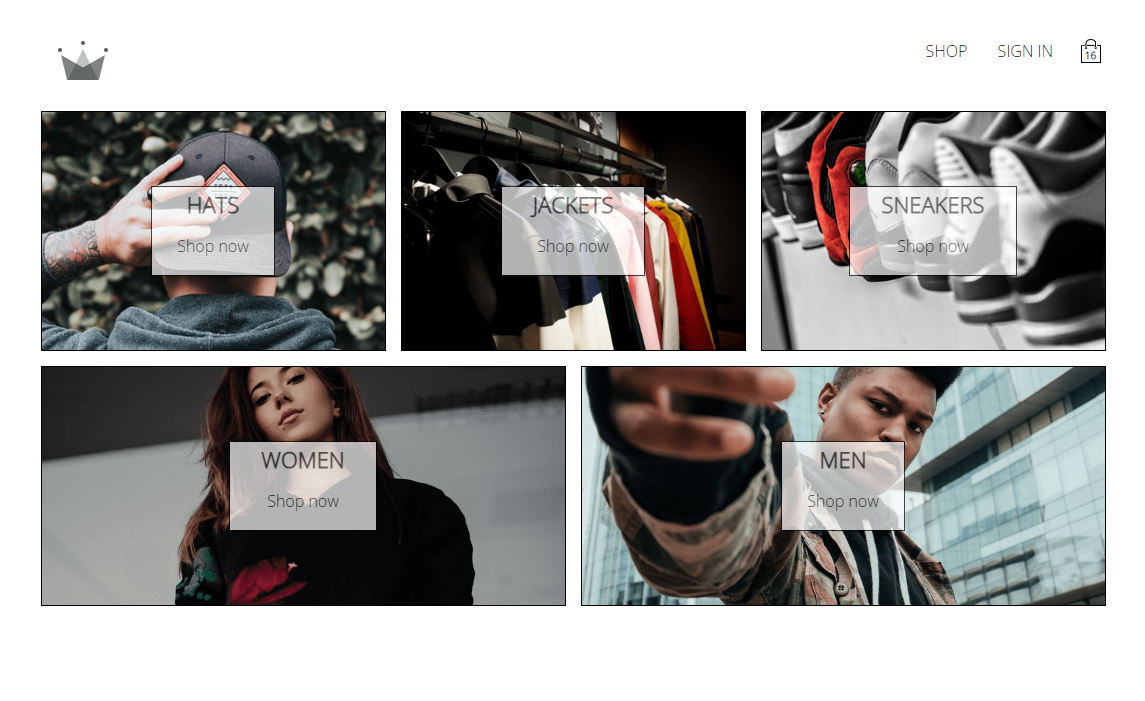 SHOP SIGN IN 16
HATS
Shop now
JACKETS
Shop now
SNEAKERS
Shop now
WOMEN
Shop now
MEN
Shop now